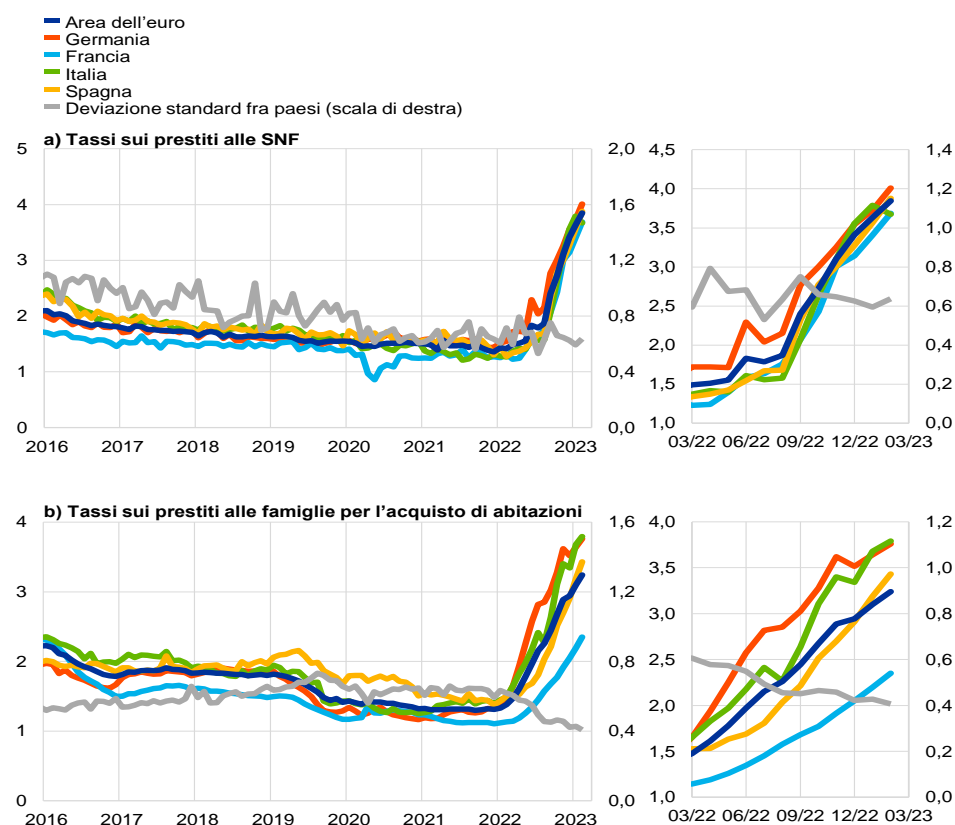 Area dell'euro
Germania
Francia
Italia
Spagna
Deviazione standard fra paesi (scala di destra)
a) Tassi sui prestiti alle SNF
5 2,0 4,5 1,4
4,0 1,2
4 1,6
3,5 1,0
3 1,2 3,0 0,8
2,5 0,6
2 0,8
2,0 0,4
1 0,4
1,5 0,2
0 0,0 1,0 0,0
2016 2017 2018 2019 2020 2021 2022 2023 03/22 06/22 09/22 12/22 03/23
b) Tassi sui prestiti alle famiglie per l'acquisto di abitazioni
4 1,6 4,0 1,2
3,5 1,0
3 1,2
3,0 0,8
2 0,8 2,5 0,6
2,0 0,4
1 0,4
1,5 0,2
0 0,0 1,0 0,0
2016 2017 2018 2019 2020 2021 2022 2023 03/22 06/22 09/22 12/22 03/23